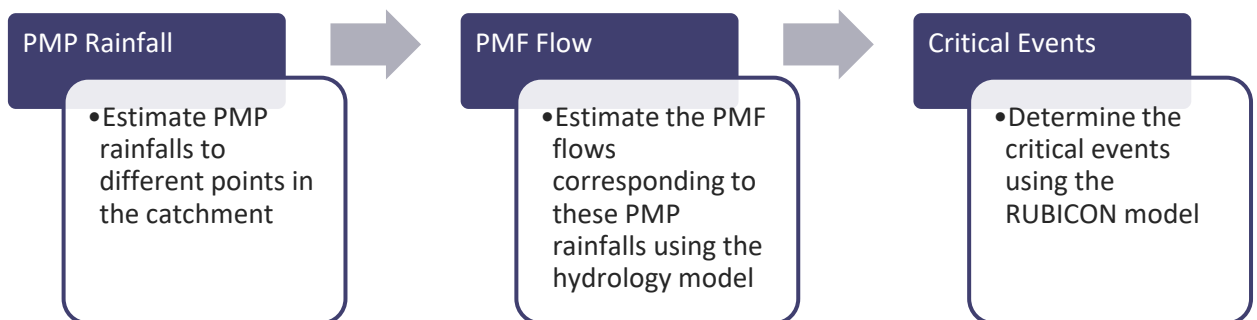 PMP Rainfall
•Estimate PMP
rainfalls to
different points in
the catchment
PMF Flow
•Estimate the PMF
flows
corresponding to
these PMP
rainfalls using the
hydrology model
Critical Events
•Determine the
critical events
using the
RUBICON model